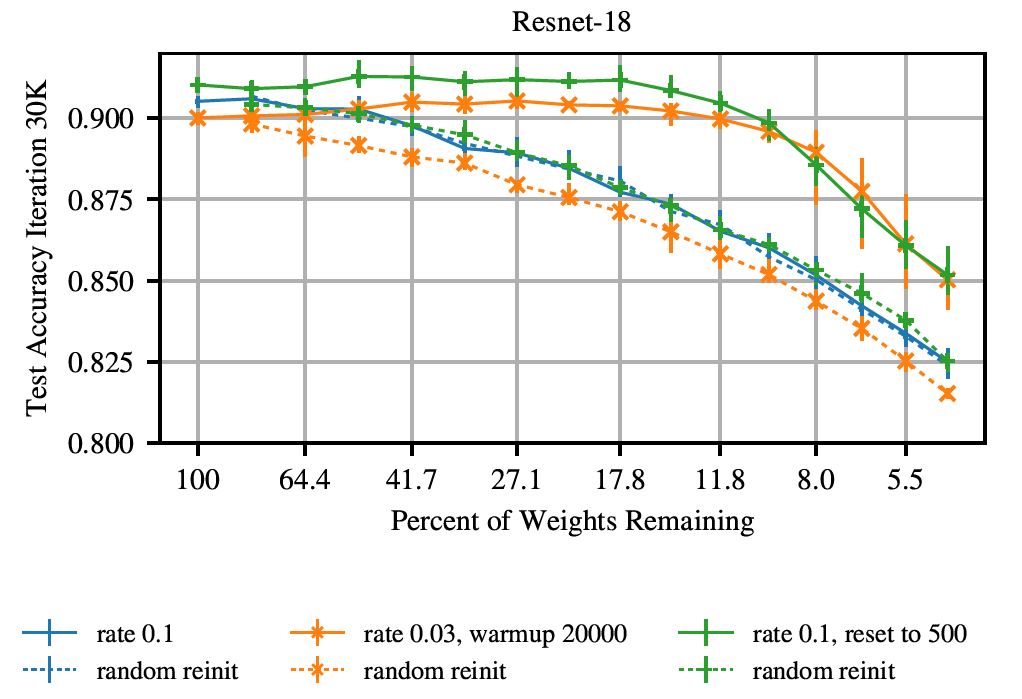 Resnet-18
Test Accuracy Iteration 30K
0.900
0.875
0.850
0.825
0.800
100 64.4 41.7 27.1 17.8 11.8 8.0 5.5
Percent of Weights Remaining
rate 0.1 rate 0.03, warmup 20000 rate 0.1, reset to 500
random reinit random reinit random reinit